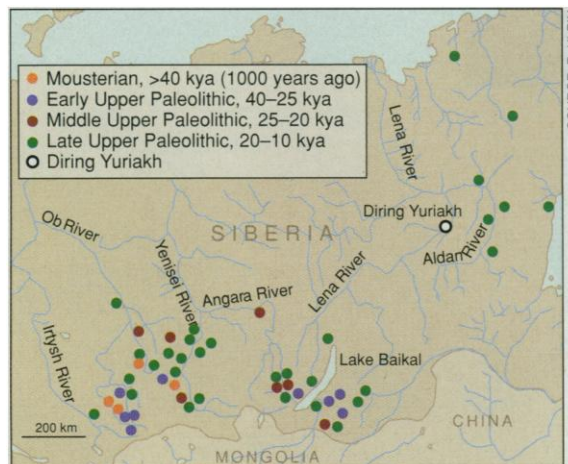 Mousterian, >40 kya (1000 years ago)
Early Upper Paleolithic, 40–25 kya
Middle Upper Paleolithic, 25–20 kya
Late Upper Paleolithic, 20–10 kya
Diring Yuriakh
Lena River
Diring Yuriakh
Ob River
SIBERIA
Aldan River
Yenisei River
Angara River
Lena River
Irtysh River
Lake Baikal
CHINA
200 km
MONGOLIA